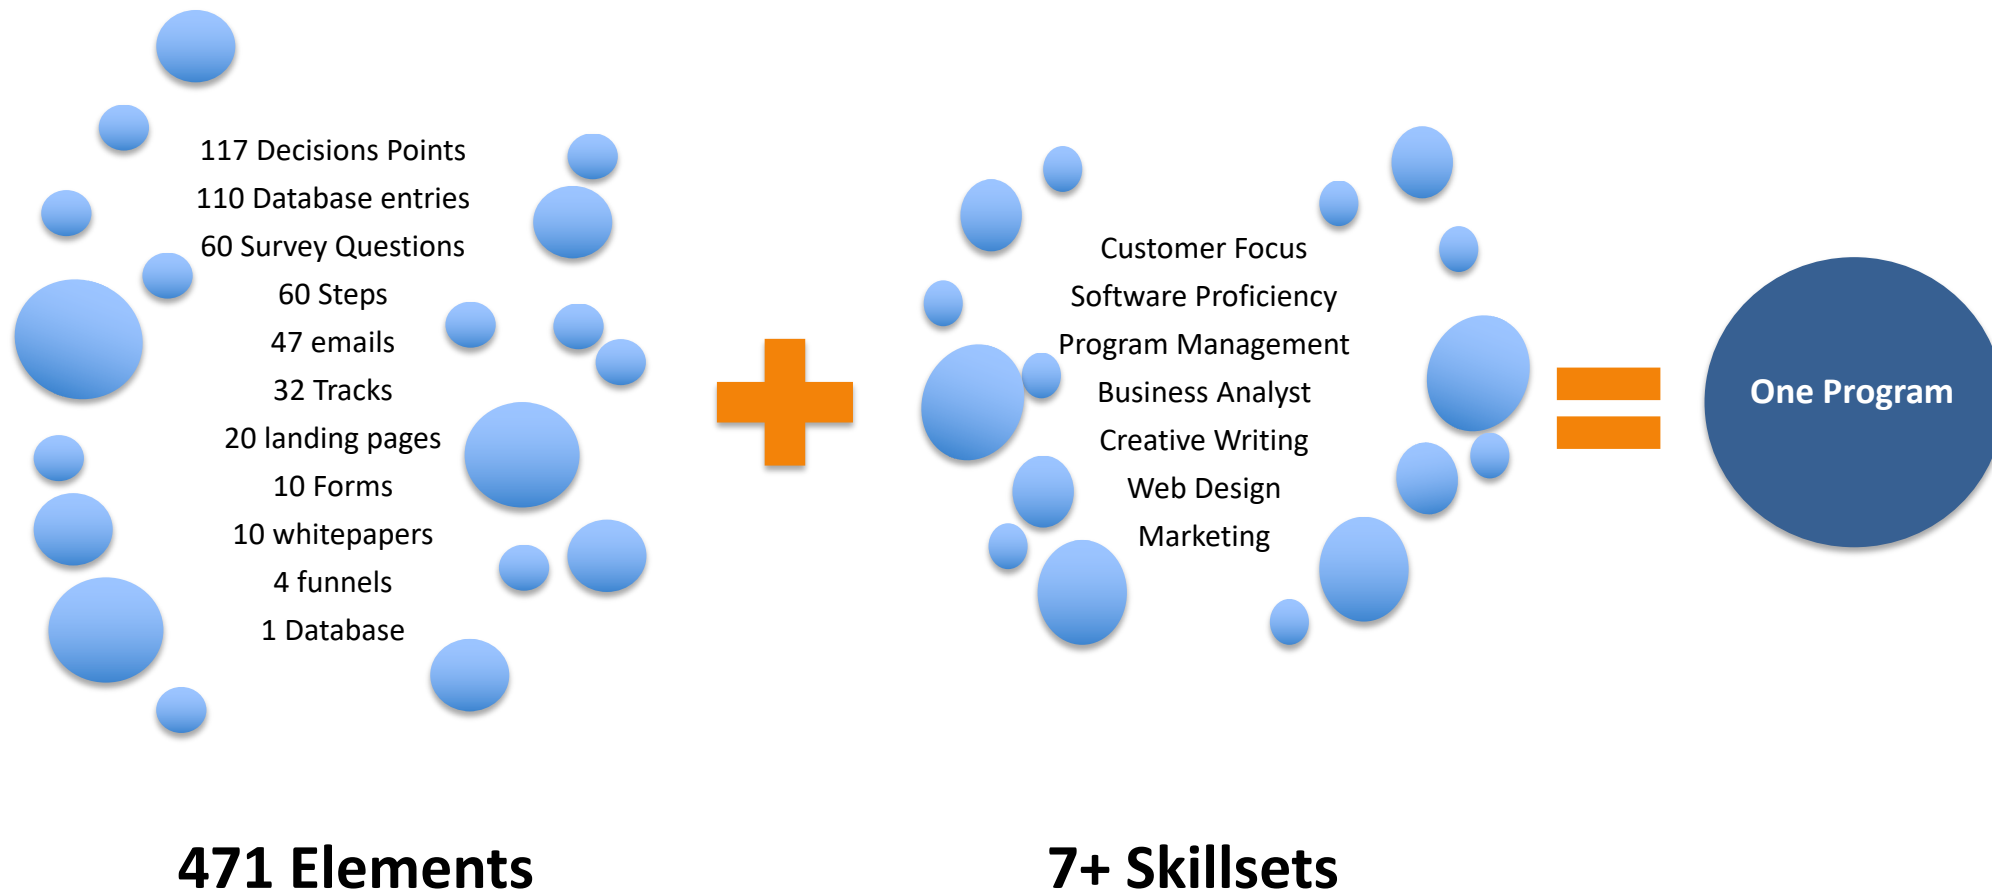 117 Decisions Points
110 Database entries
60 Survey Questions
60 Steps
47 emails
32 Tracks
20 landing pages
10 Forms
10 whitepapers
4 funnels
1 Database
Customer Focus
Software Proficiency
Program Management
Business Analyst
Creative Writing
Web Design
Marketing
One Program
471 Elements
7+ Skillsets